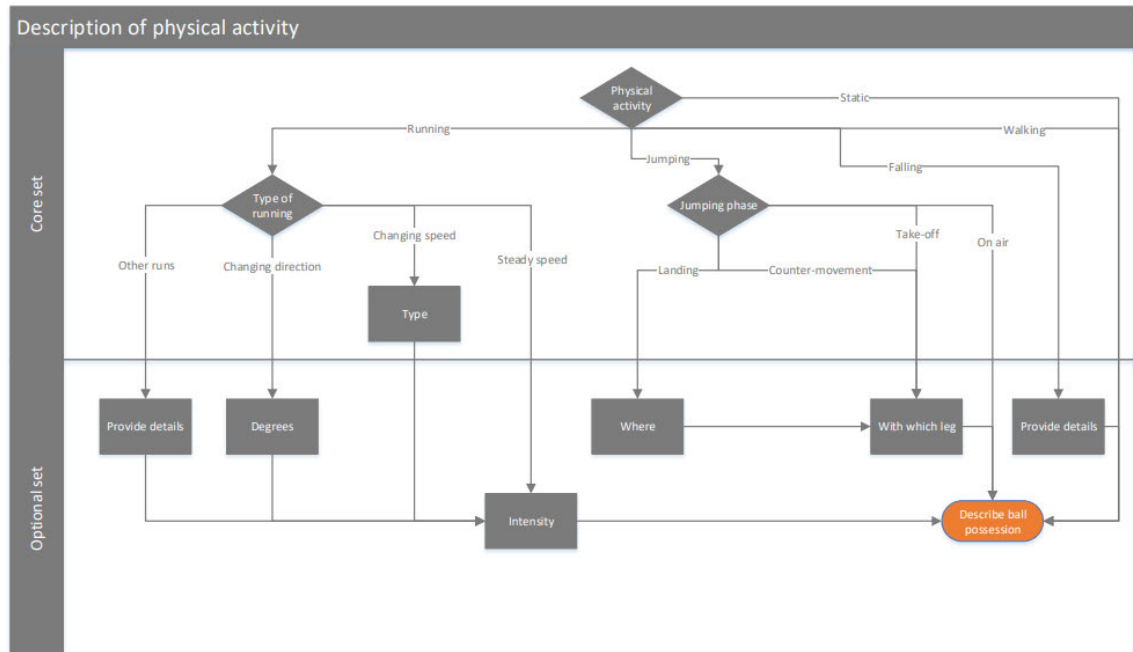 Description of physical activity
Core set
Physical
activity
Static
Running
Walking
Jumping
Falling
Type of
running
Jumping phase
Changing speed
Take-off
On air
Other runs
Changing direction
Steady speed
Landing
Counter-movement
Type
Optional set
Provide details
Degrees
Where
With which leg
Provide details
Intensity
Describe ball
possession